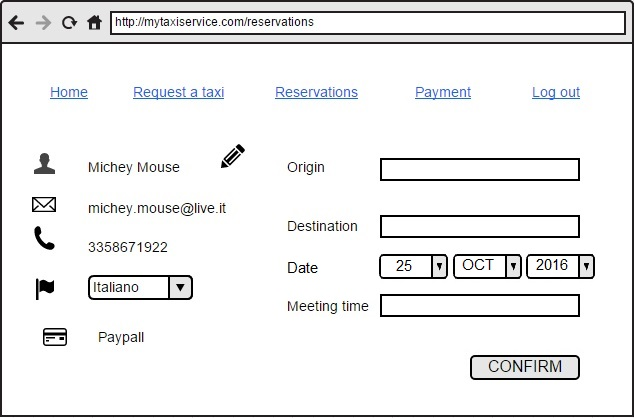 http://mytaxiservice.com/reservations
Home Request a taxi Reservations Payment Log out
Michey Mouse
michey.mouse@live.it
3358671922
Italiano
Paypall
Origin
Destination
Date 25 OCT 2016
Meeting time
CONFIRM